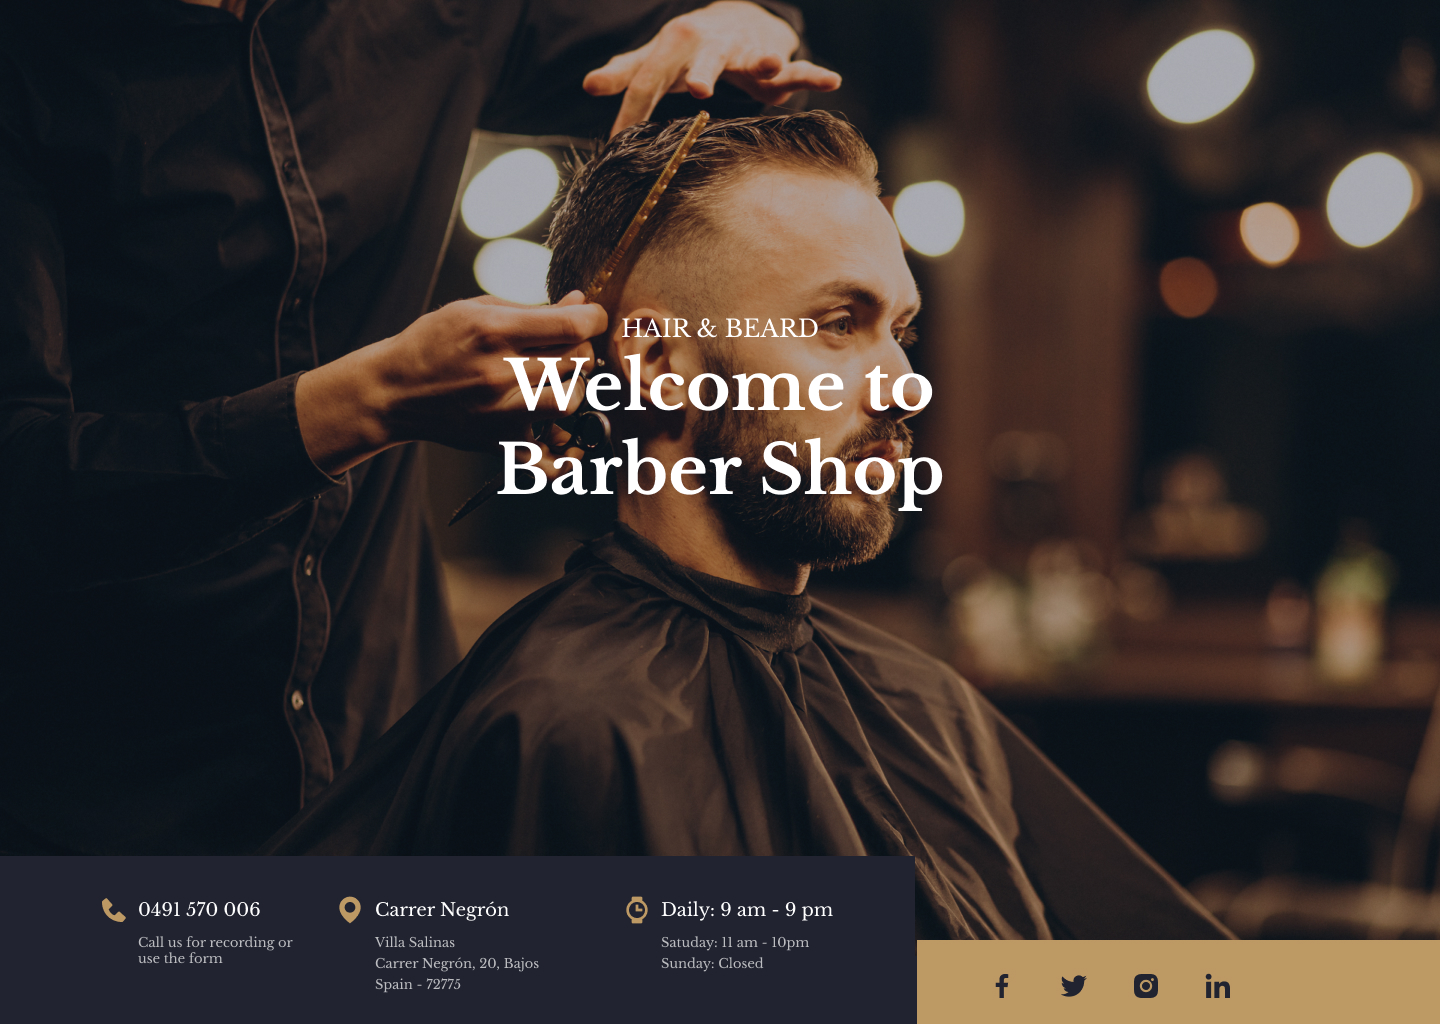 HAIR & BEARD
Welcome to
Barber Shop
0491 570 006
Call us for recording or
use the form
Carrer Negrón
Villa Salinas
Carrer Negrón, 20, Bajos
Spain - 72775
Daily: 9 am - 9 pm
Satuday: 11 am - 10pm
Sunday: Closed